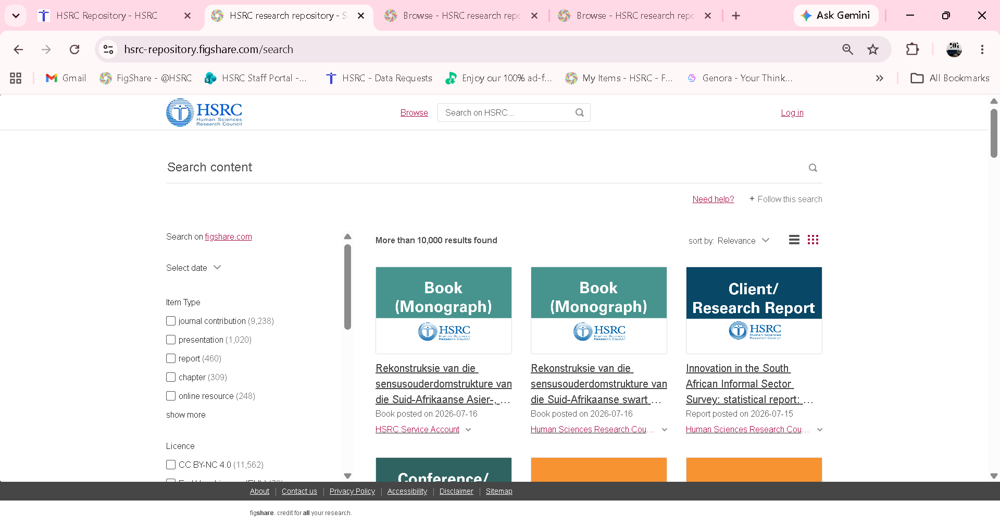 HSRC Repository - HSRC
HSRC research repository - S
Browse - HSRC research repo
Browse - HSRC research repo
Ask Gemini
hsrc-repository.figshare.com/search
Gmail
FigShare - @HSRC
HSRC Staff Portal -...
HSRC - Data Requests
Enjoy our 100% ad-f...
My Items - HSRC - F...
Genora - Your Think...
All Bookmarks
HSRC
Human Sciences
Research Council
Browse
Search on HSRC...
Log in
Search content
Need help?
+ Follow this search
Search on figshare.com
Select date
Item Type
journal contribution (9,238)
presentation (1,020)
report (460)
chapter (309)
online resource (248)
show more
Licence
CC BY-NC 4.0 (11,562)
More than 10,000 results found
sort by: Relevance
Book
(Monograph)
HSRC
Human Sciences
Research Council
Rekonstruksie van die
sensusouderdomstrukture van
die Suid-Afrikaanse Asier-, ...
Book posted on 2026-07-16
HSRC Service Account
Book
(Monograph)
HSRC
Human Sciences
Research Council
Rekonstruksie van die
sensusouderdomstrukture van
die Suid-Afrikaanse swart ...
Book posted on 2026-07-16
Human Sciences Research Cou...
Client/
Research Report
HSRC
Human Sciences
Research Council
Innovation in the South
African Informal Sector
Survey: statistical report: ...
Report posted on 2026-07-15
Human Sciences Research Cou...
Conference/
About
Contact us
Privacy Policy
Accessibility
Disclaimer
Sitemap
figshare. credit for all your research.